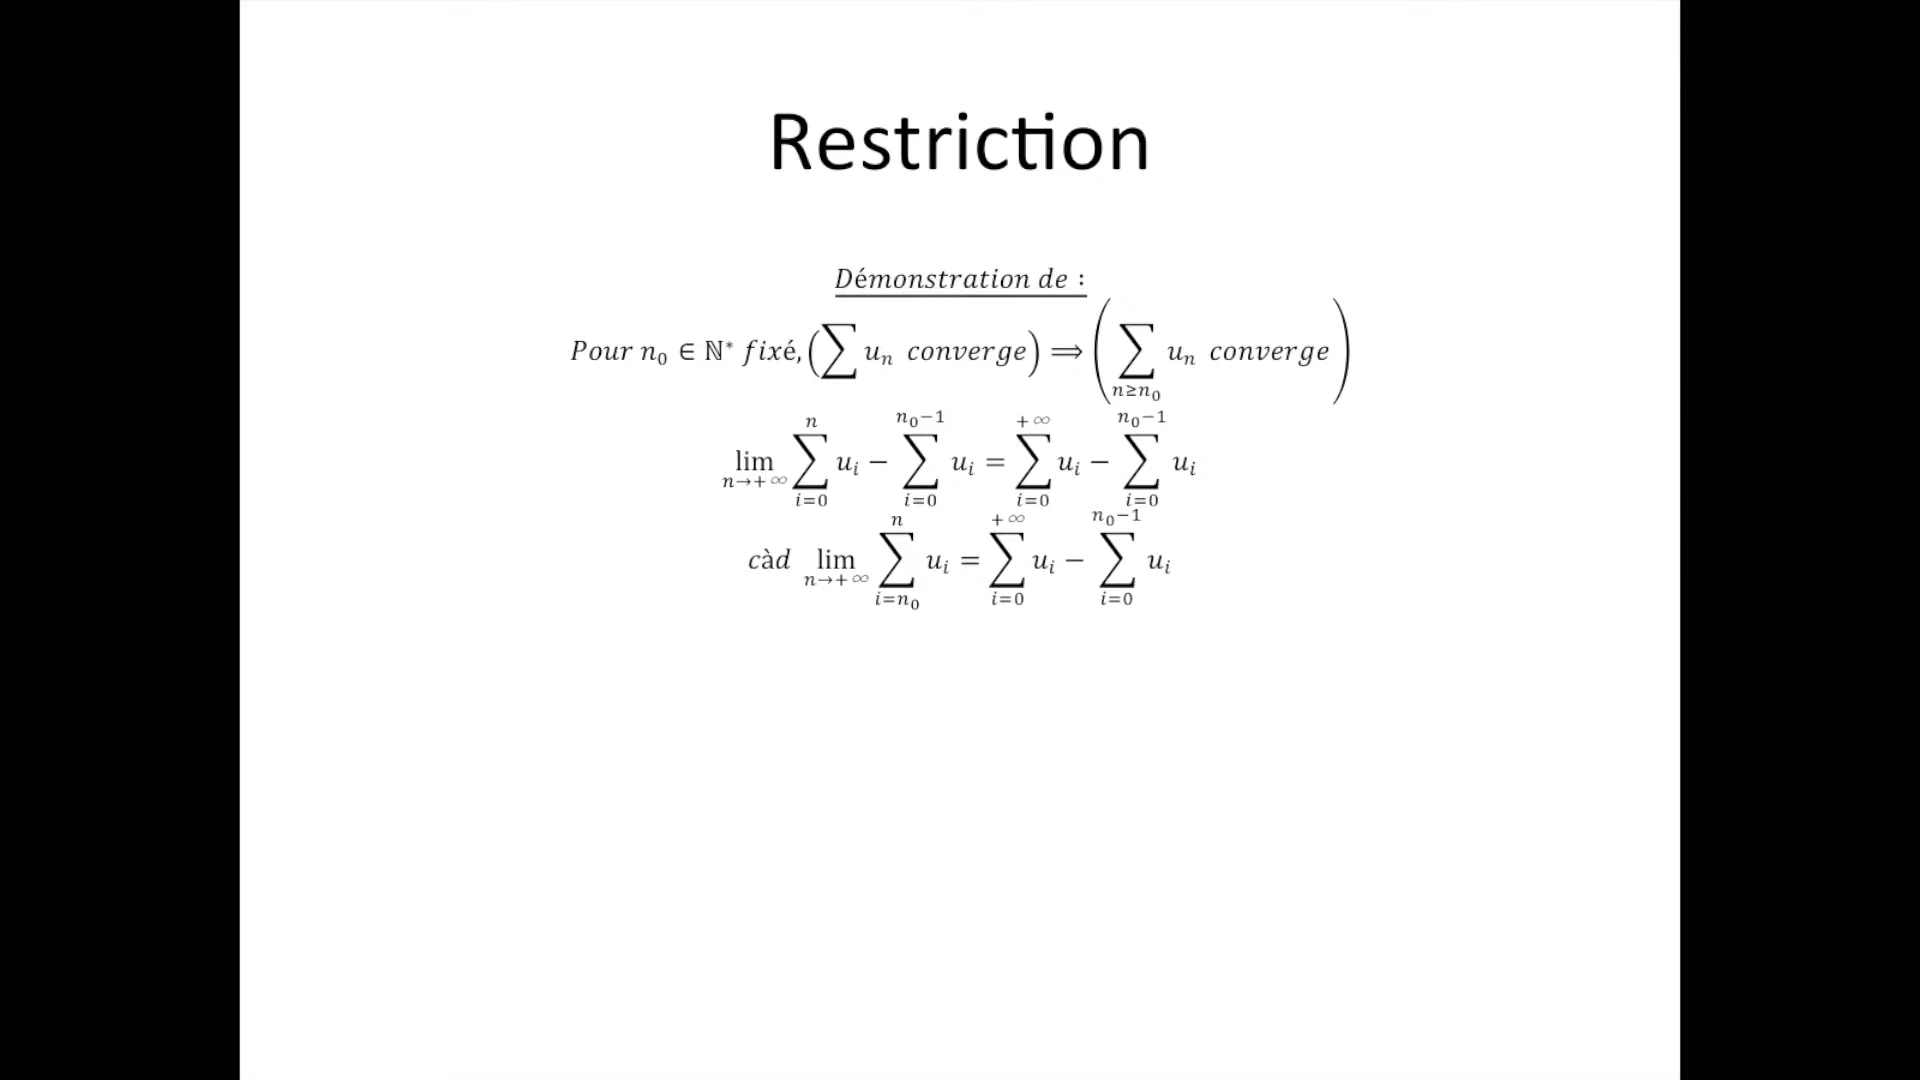 Restriction
Démonstration de :
Pour n₀ ∈ ℕ* fixé, (∑ uₙ converge) ⟹ (∑_{n≥n₀} uₙ converge)
lim_{n→+∞} ∑_{i=0}^{n} uᵢ − ∑_{i=0}^{n₀−1} uᵢ = ∑_{i=0}^{+∞} uᵢ − ∑_{i=0}^{n₀−1} uᵢ
càd lim_{n→+∞} ∑_{i=n₀}^{n} uᵢ = ∑_{i=0}^{+∞} uᵢ − ∑_{i=0}^{n₀−1} uᵢ